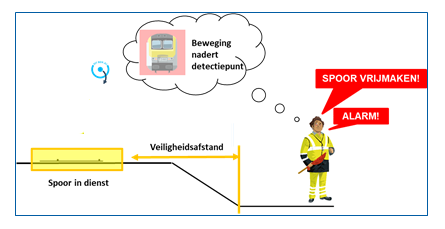 Beweging
nadert
detectiepunt
SPOOR VRIJMAKEN!
ALARM!
Veiligheidsafstand
Spoor in dienst